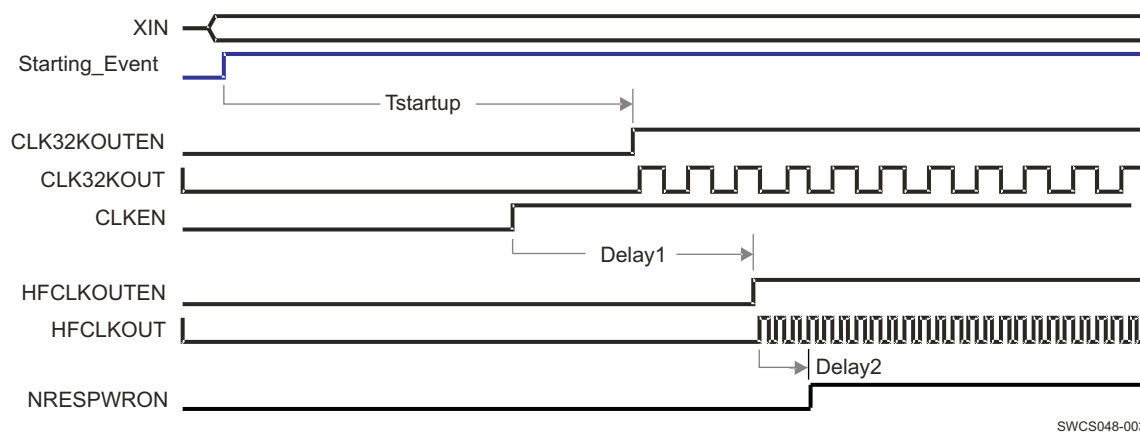 XIN
Starting_Event
Tstartup
CLK32KOUTEN
CLK32KOUT
CLKEN
Delay1
HFCLKOUTEN
HFCLKOUT
Delay2
NRESPWRON